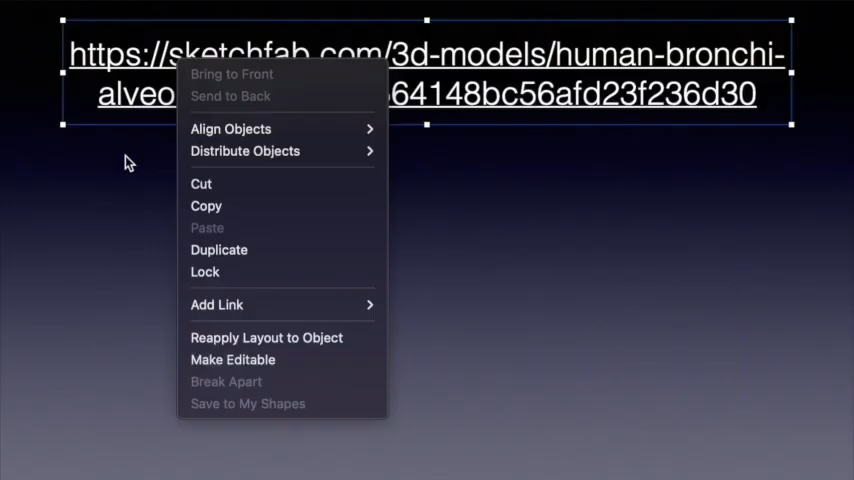 https://sketchfab.com/3d-models/human-bronchi-
alveo 64148bc56afd23f236d30
Bring to Front
Send to Back
Align Objects
Distribute Objects
Cut
Copy
Paste
Duplicate
Lock
Add Link
Reapply Layout to Object
Make Editable
Break Apart
Save to My Shapes